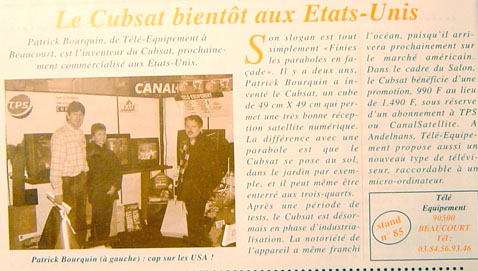 Le Cubsat bientôt aux Etats-Unis
Patrick Bourquin, de Télé-Equipement à
Beaucourt, est l'inventeur du Cubsat, prochaine-
ment commercialisé aux Etats-Unis.
TPS
CANAL
Patrick Bourquin (à gauche) : cap sur les USA !
Son slogan est tout
simplement «Finies
les paraboles en fa-
çade». Il y a deux ans,
Patrick Bourquin a in-
venté le Cubsat, un cube
de 49 cm X 49 cm qui per-
met une très bonne récep-
tion satellite numérique.
La différence avec une
parabole est que le
Cubsat se pose au sol,
dans le jardin par exem-
ple, et il peut même être
enterré aux trois-quarts.
Après une période de
tests, le Cubsat est désor-
mais en phase d'industria-
lisation. La notoriété de
l'appareil a même franchi
l'océan, puisqu'il arri-
vera prochainement sur
le marché américain.
Dans le cadre du Salon,
le Cubsat bénéficie d'une
promotion, 990 F au lieu
de 1.490 F, sous réserve
d'un abonnement à TPS
ou CanalSatellite. A
Andelnans, Télé-Equipe-
ment propose aussi un
nouveau type de télévi-
seur, raccordable à un
micro-ordinateur.
stand
n° 85
Télé
Equipement
90500
BEAUCOURT
Tél :
03.84.56.93.46